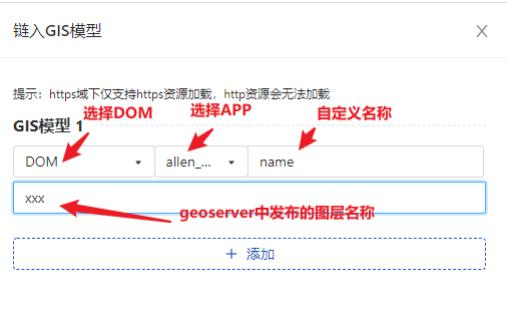 链入GIS模型
提示：https域下仅支持https资源加载，http资源会无法加载
选择DOM 选择APP 自定义名称
GIS模型 1
DOM allen_... name
xxx
geoserver中发布的图层名称
+ 添加